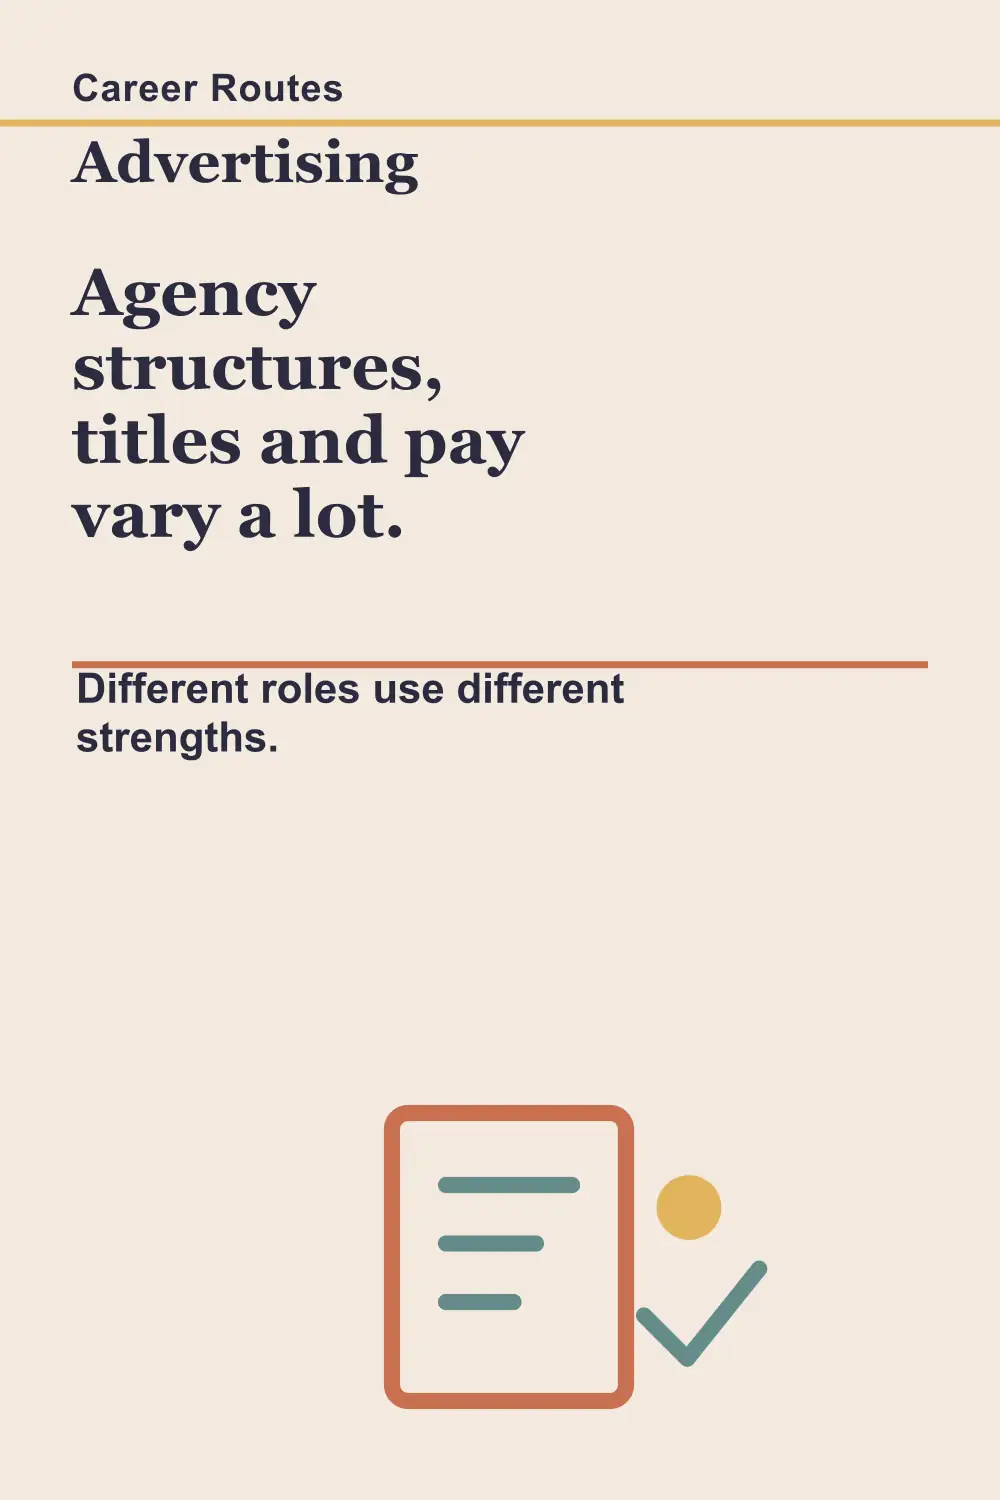 Career Routes
Advertising
Agency
structures,
titles and pay
vary a lot.
Different roles use different
strengths.